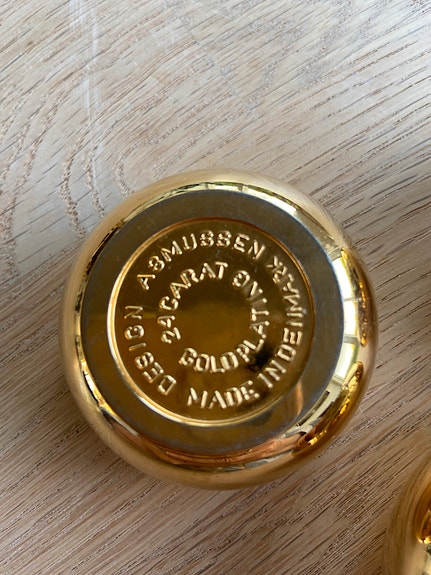 DESIGN ASMUSSEN MADE IN DENMARK
24 CARAT GOLD PLATING